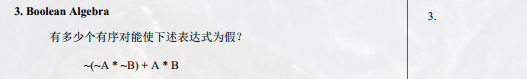 3. Boolean Algebra
3.
有多少个有序对能使下述表达式为假？
~(~A * ~B) + A * B